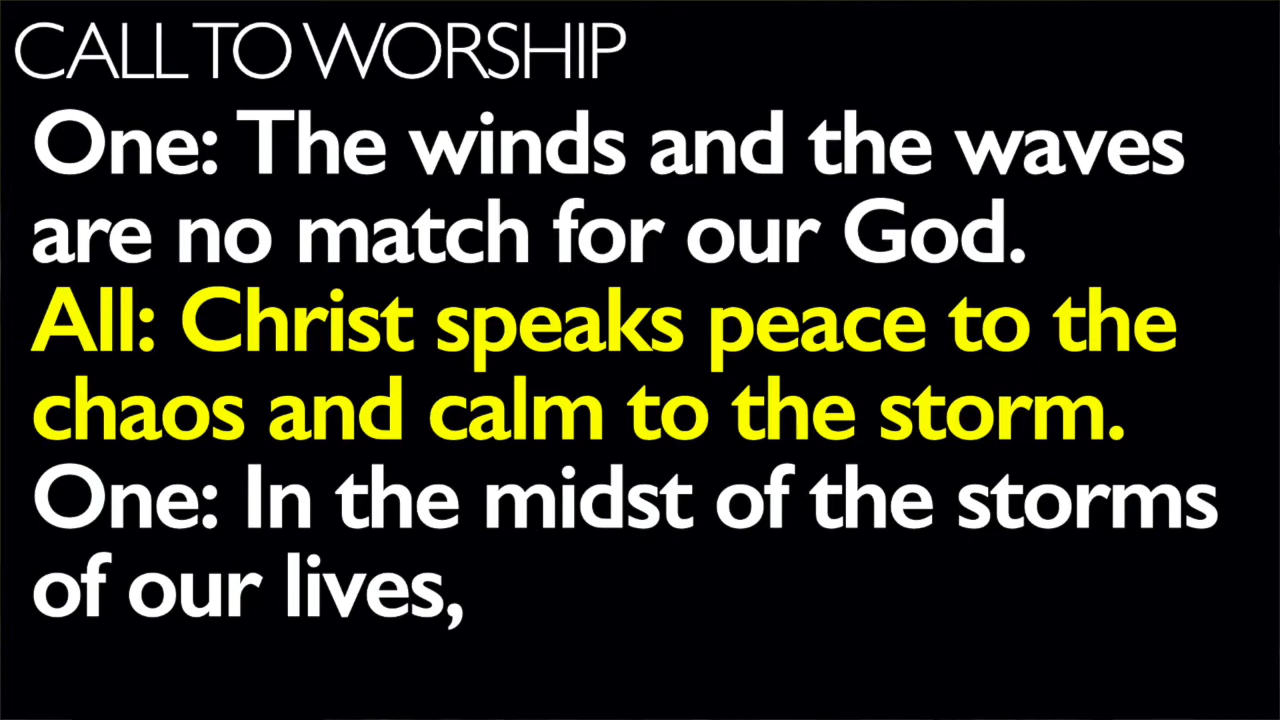 CALL TO WORSHIP
One: The winds and the waves
are no match for our God.
All: Christ speaks peace to the
chaos and calm to the storm.
One: In the midst of the storms
of our lives,